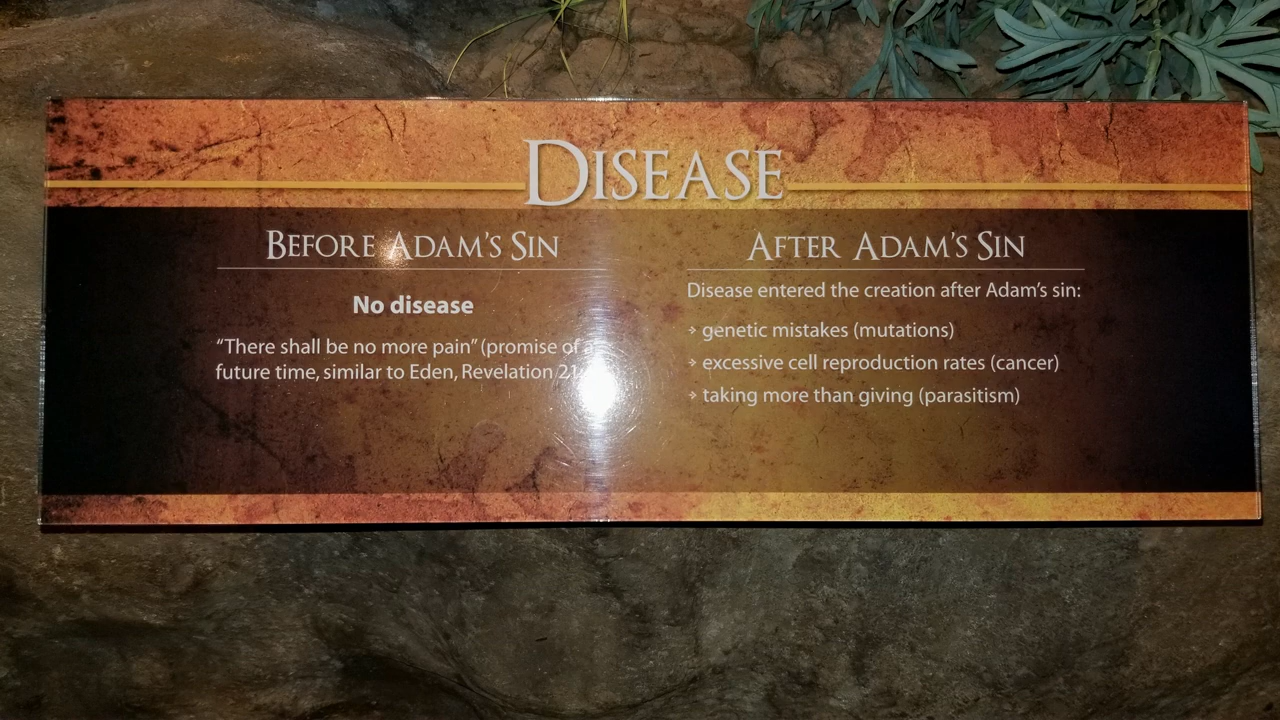 DISEASE
BEFORE ADAM'S SIN
No disease
“There shall be no more pain” (promise of
future time, similar to Eden, Revelation 21
AFTER ADAM'S SIN
Disease entered the creation after Adam's sin:
→ genetic mistakes (mutations)
→ excessive cell reproduction rates (cancer)
→ taking more than giving (parasitism)